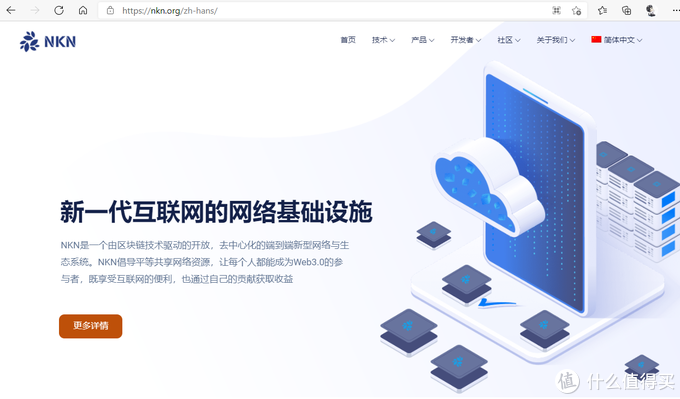 https://nkn.org/zh-hans/
NKN
首页 技术 产品 开发者 社区 关于我们 简体中文
新一代互联网的网络基础设施
NKN是一个由区块链技术驱动的开放，去中心化的端到端新型网络与生
态系统。NKN倡导平等共享网络资源，让每个人都能成为Web3.0的参
与者，既享受互联网的便利，也通过自己的贡献获取收益
更多详情
值 什么值得买